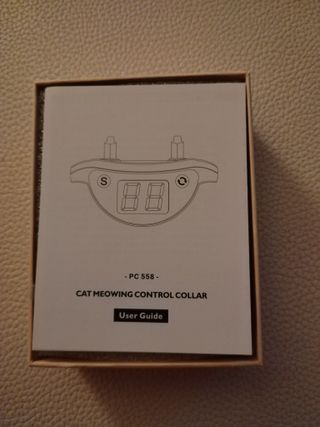 S
88
- PC 558 -
CAT MEOWING CONTROL COLLAR
User Guide